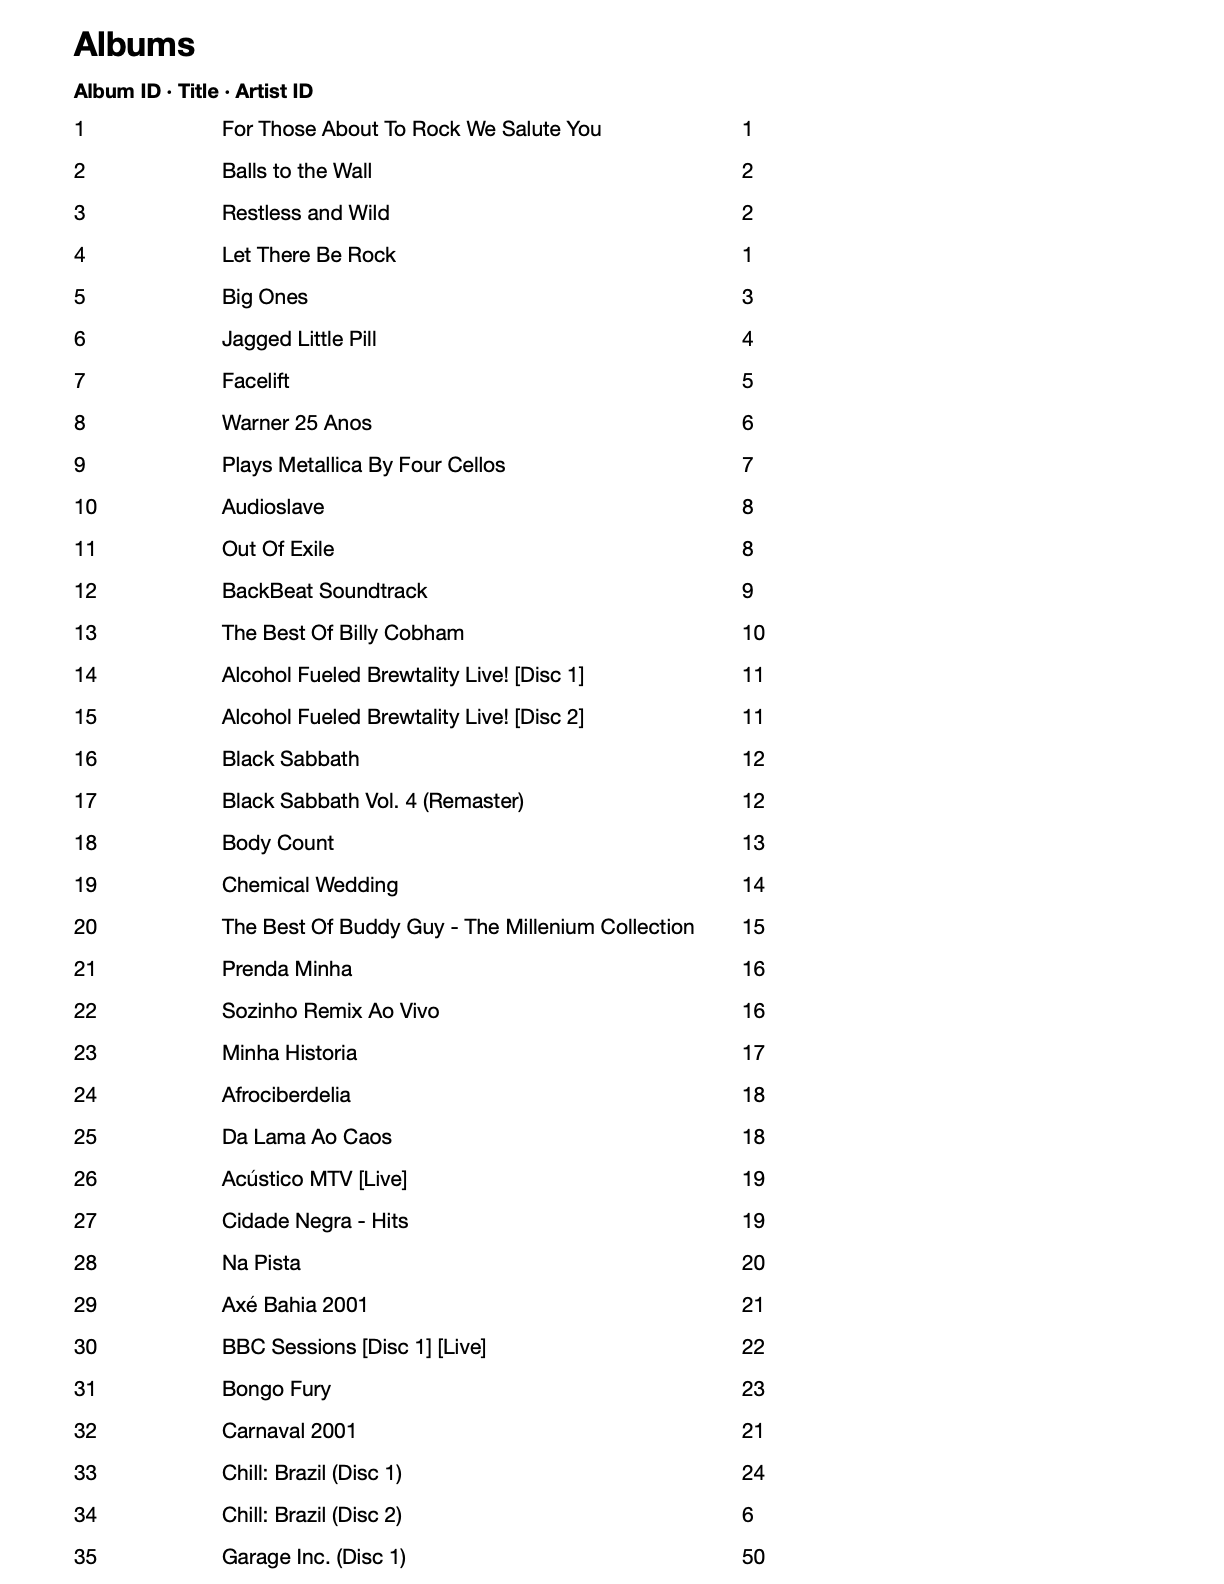 Albums
Album ID · Title · Artist ID
1 For Those About To Rock We Salute You 1
2 Balls to the Wall 2
3 Restless and Wild 2
4 Let There Be Rock 1
5 Big Ones 3
6 Jagged Little Pill 4
7 Facelift 5
8 Warner 25 Anos 6
9 Plays Metallica By Four Cellos 7
10 Audioslave 8
11 Out Of Exile 8
12 BackBeat Soundtrack 9
13 The Best Of Billy Cobham 10
14 Alcohol Fueled Brewtality Live! [Disc 1] 11
15 Alcohol Fueled Brewtality Live! [Disc 2] 11
16 Black Sabbath 12
17 Black Sabbath Vol. 4 (Remaster) 12
18 Body Count 13
19 Chemical Wedding 14
20 The Best Of Buddy Guy - The Millenium Collection 15
21 Prenda Minha 16
22 Sozinho Remix Ao Vivo 16
23 Minha Historia 17
24 Afrociberdelia 18
25 Da Lama Ao Caos 18
26 Acústico MTV [Live] 19
27 Cidade Negra - Hits 19
28 Na Pista 20
29 Axé Bahia 2001 21
30 BBC Sessions [Disc 1] [Live] 22
31 Bongo Fury 23
32 Carnaval 2001 21
33 Chill: Brazil (Disc 1) 24
34 Chill: Brazil (Disc 2) 6
35 Garage Inc. (Disc 1) 50